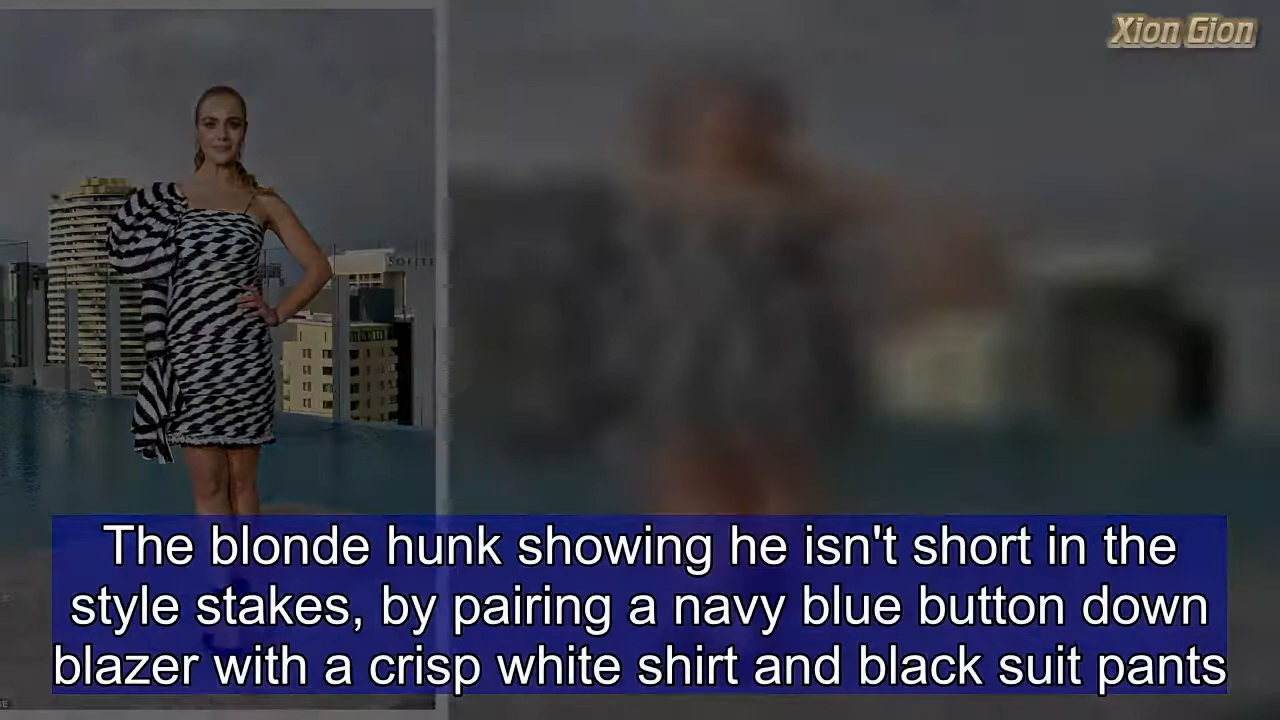 Xion Gion
SOFITE
The blonde hunk showing he isn't short in the
style stakes, by pairing a navy blue button down
blazer with a crisp white shirt and black suit pants